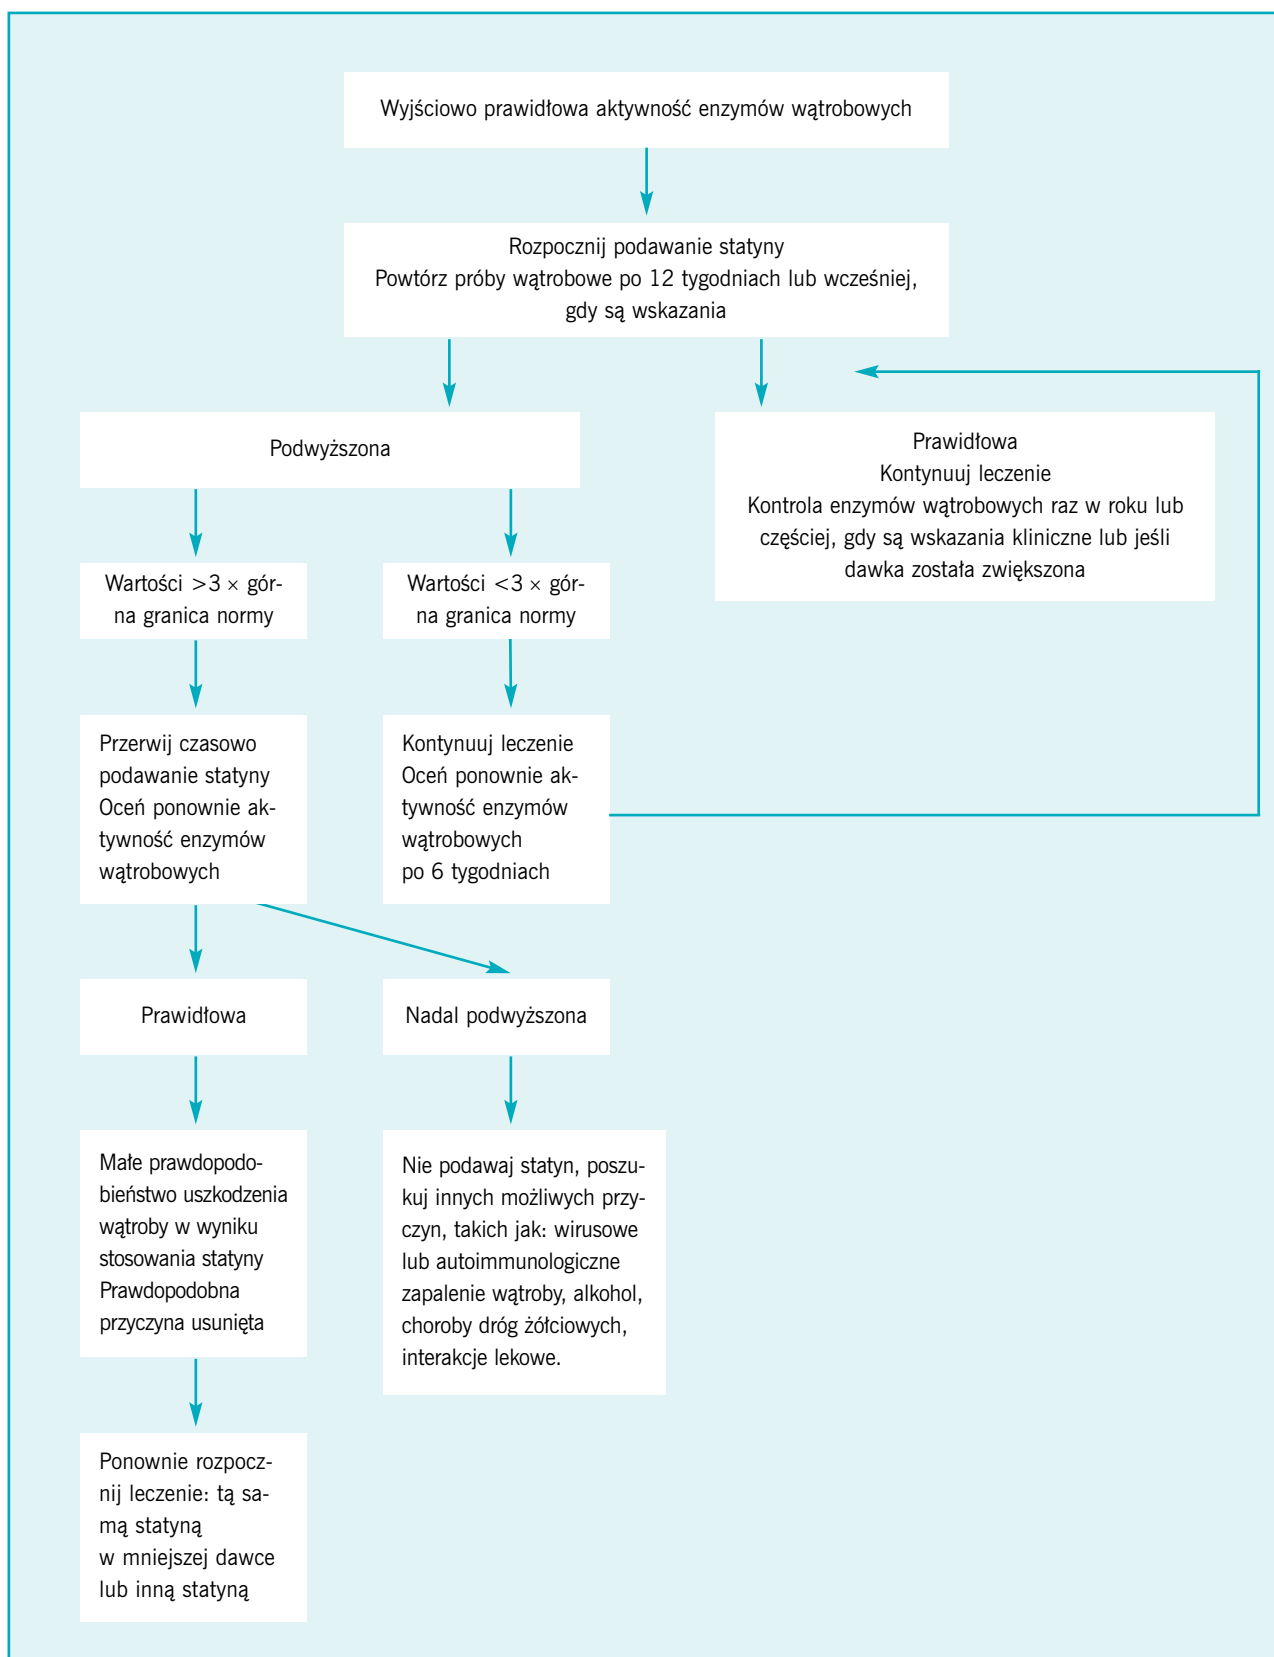 Wyjściowo prawidłowa aktywność enzymów wątrobowych
Rozpocznij podawanie statyny
Powtórz próby wątrobowe po 12 tygodniach lub wcześniej,
gdy są wskazania
Podwyższona
Prawidłowa
Kontynuuj leczenie
Kontrola enzymów wątrobowych raz w roku lub
częściej, gdy są wskazania kliniczne lub jeśli
dawka została zwiększona
Wartości >3 × gór-
na granica normy
Wartości <3 × gór-
na granica normy
Przerwij czasowo
podawanie statyny
Oceń ponownie ak-
tywność enzymów
wątrobowych
Kontynuuj leczenie
Oceń ponownie ak-
tywność enzymów
wątrobowych
po 6 tygodniach
Prawidłowa
Nadal podwyższona
Małe prawdopodo-
bieństwo uszkodzenia
wątroby w wyniku
stosowania statyny
Prawdopodobna
przyczyna usunięta
Nie podawaj statyn, poszu-
kuj innych możliwych przy-
czyn, takich jak: wirusowe
lub autoimmunologiczne
zapalenie wątroby, alkohol,
choroby dróg żółciowych,
interakcje lekowe.
Ponownie rozpocz-
nij leczenie: tą sa-
mą statyną
w mniejszej dawce
lub inną statyną